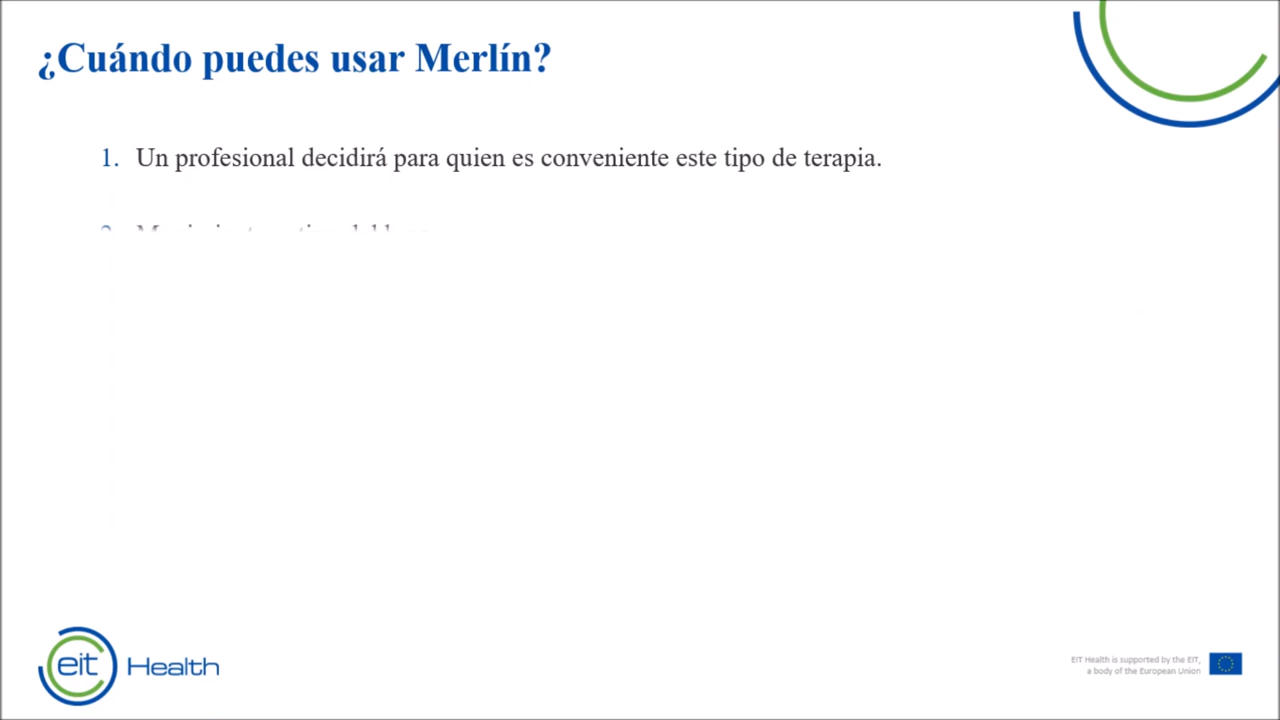 ¿Cuándo puedes usar Merlín?
1. Un profesional decidirá para quien es conveniente este tipo de terapia.
eit Health
EIT Health is supported by the EIT,
a body of the European Union